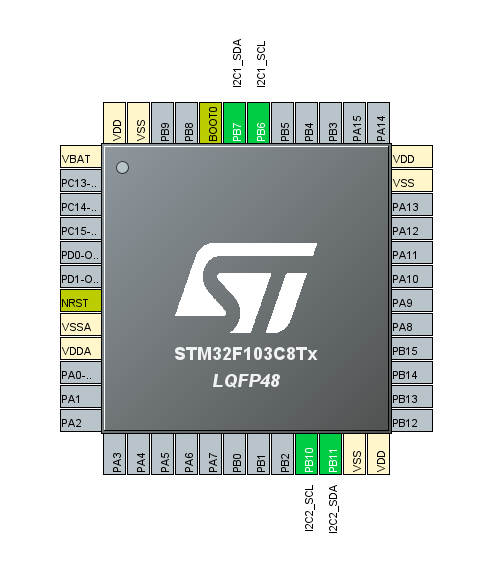 I2C1_SDA
I2C1_SCL
VDD
VSS
PB9
PB8
BOOT0
PB7
PB6
PB5
PB4
PB3
PA15
PA14
VBAT
PC13-..
PC14-..
PC15-..
PD0-O..
PD1-O..
NRST
VSSA
VDDA
PA0-..
PA1
PA2
VDD
VSS
PA13
PA12
PA11
PA10
PA9
PA8
PB15
PB14
PB13
PB12
ST
STM32F103C8Tx
LQFP48
PA3
PA4
PA5
PA6
PA7
PB0
PB1
PB2
PB10
PB11
VSS
VDD
I2C2_SCL
I2C2_SDA